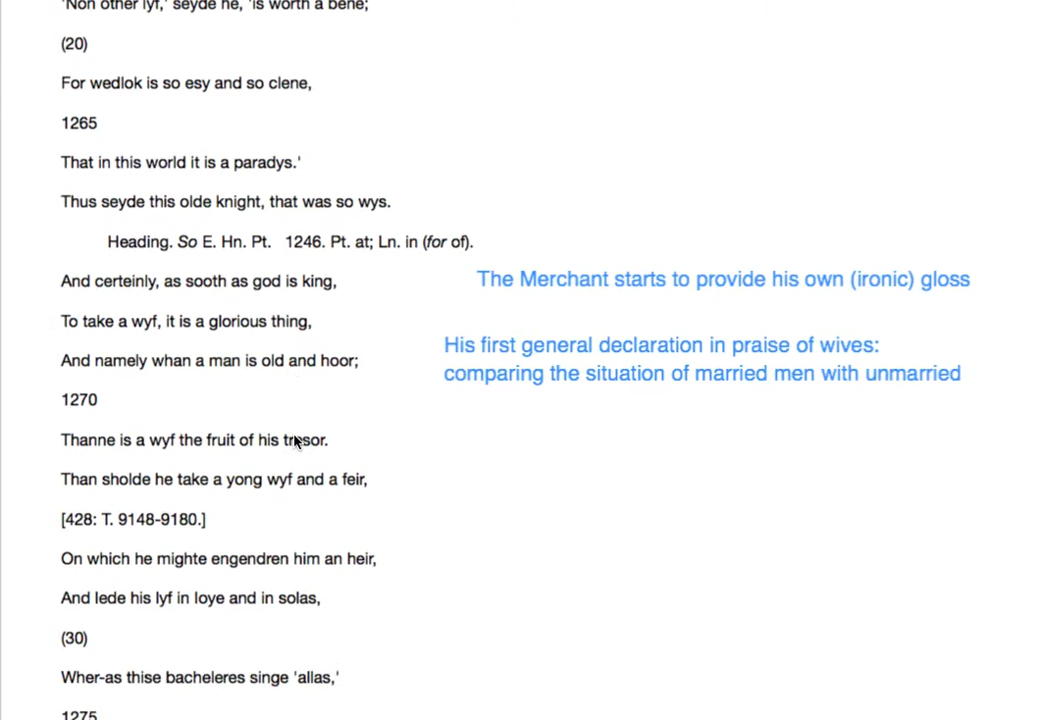 'Non other lyf,' seyde he, 'is worth a bene;
(20)
For wedlok is so esy and so clene,
1265
That in this world it is a paradys.'
Thus seyde this olde knight, that was so wys.
Heading. So E. Hn. Pt. 1246. Pt. at; Ln. in (for of).
And certeinly, as sooth as god is king,
The Merchant starts to provide his own (ironic) gloss
To take a wyf, it is a glorious thing,
His first general declaration in praise of wives:
And namely whan a man is old and hoor;
comparing the situation of married men with unmarried
1270
Thanne is a wyf the fruit of his tresor.
Than sholde he take a yong wyf and a feir,
[428: T. 9148-9180.]
On which he mighte engendren him an heir,
And lede his lyf in Ioye and in solas,
(30)
Wher-as thise bacheleres singe 'allas,'
1275